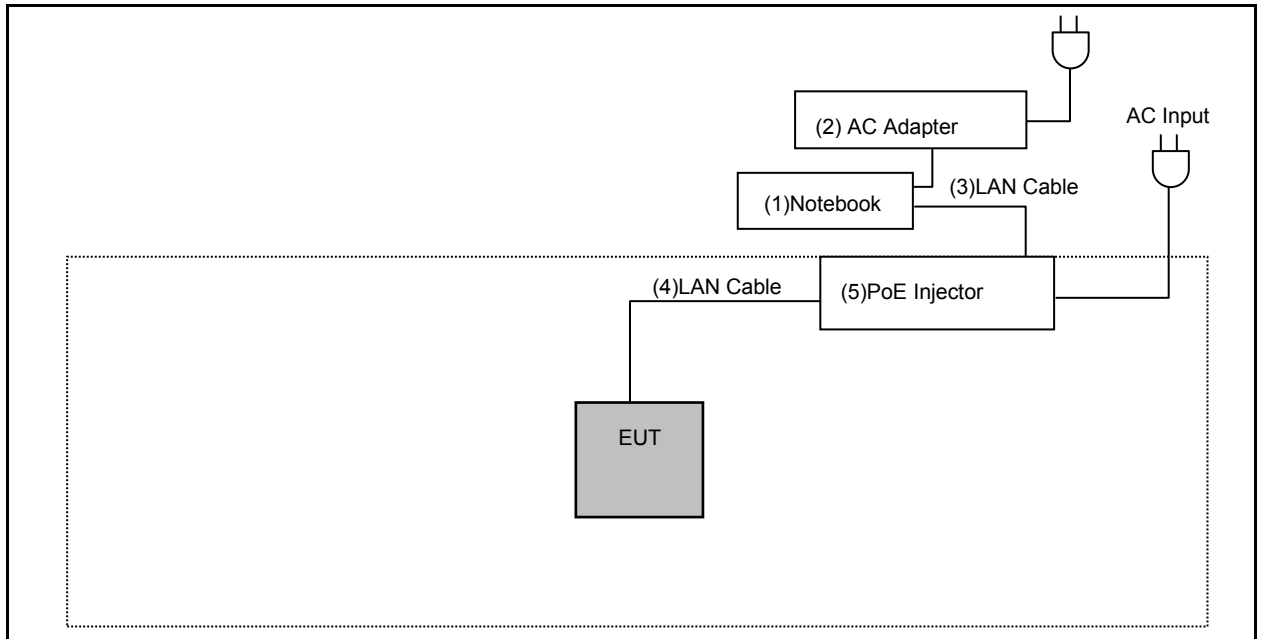 AC Input
(2) AC Adapter
(3)LAN Cable
(1)Notebook
(4)LAN Cable
(5)PoE Injector
EUT